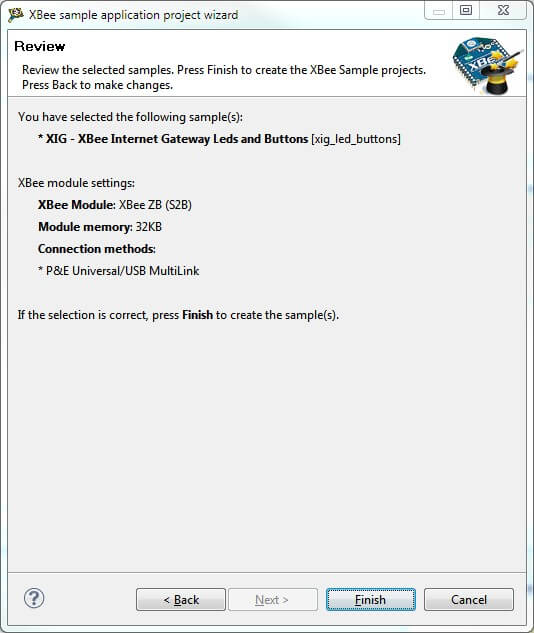 XBee sample application project wizard
Review
Review the selected samples. Press Finish to create the XBee Sample projects.
Press Back to make changes.
XBee
You have selected the following sample(s):
* XIG - XBee Internet Gateway Leds and Buttons [xig_led_buttons]
XBee module settings:
XBee Module: XBee ZB (S2B)
Module memory: 32KB
Connection methods:
* P&E Universal/USB MultiLink
If the selection is correct, press Finish to create the sample(s).
?
< Back
Next >
Finish
Cancel